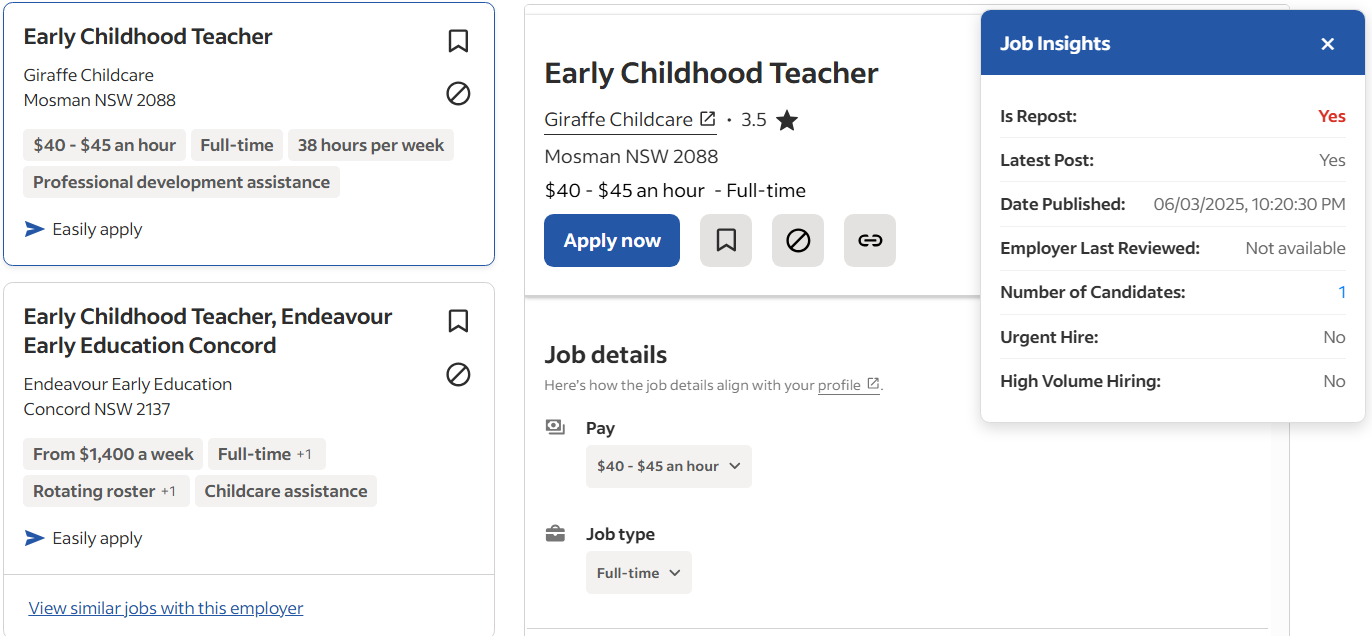 Early Childhood Teacher
Giraffe Childcare
Mosman NSW 2088
$40 - $45 an hour
Full-time
38 hours per week
Professional development assistance
Easily apply
Early Childhood Teacher, Endeavour
Early Education Concord
Endeavour Early Education
Concord NSW 2137
From $1,400 a week
Full-time +1
Rotating roster +1
Childcare assistance
Easily apply
View similar jobs with this employer
Early Childhood Teacher
Giraffe Childcare · 3.5 ★
Mosman NSW 2088
$40 - $45 an hour - Full-time
Apply now
Job details
Here's how the job details align with your profile.
Pay
$40 - $45 an hour
Job type
Full-time
Job Insights ×
Is Repost: Yes
Latest Post: Yes
Date Published: 06/03/2025, 10:20:30 PM
Employer Last Reviewed: Not available
Number of Candidates: 1
Urgent Hire: No
High Volume Hiring: No